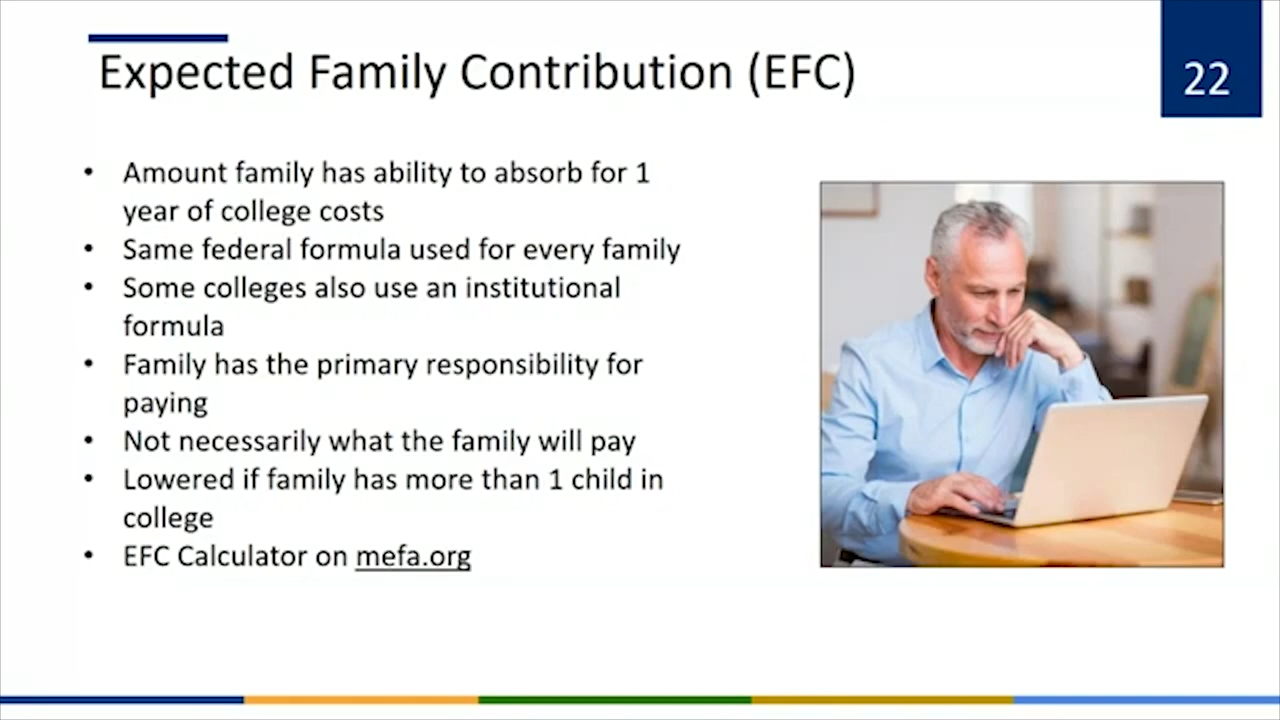 Expected Family Contribution (EFC)
22
• Amount family has ability to absorb for 1
year of college costs
• Same federal formula used for every family
• Some colleges also use an institutional
formula
• Family has the primary responsibility for
paying
• Not necessarily what the family will pay
• Lowered if family has more than 1 child in
college
• EFC Calculator on mefa.org